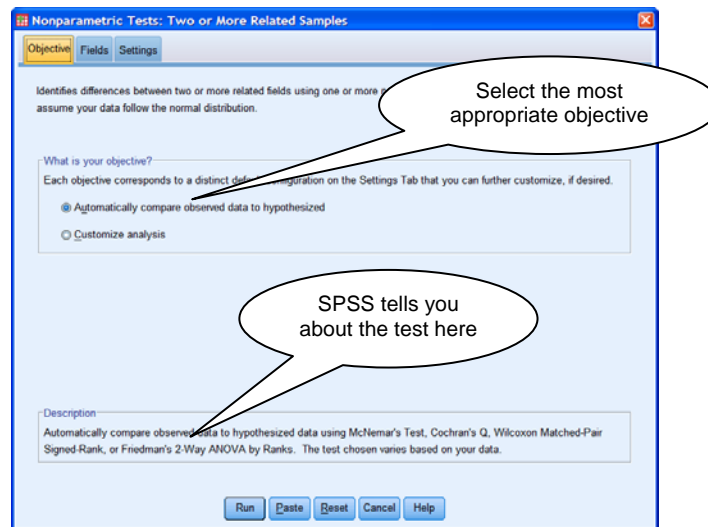 Nonparametric Tests: Two or More Related Samples
Objective Fields Settings
Identifies differences between two or more related fields using one or more
assume your data follow the normal distribution.
Select the most
appropriate objective
What is your objective?
Each objective corresponds to a distinct configuration on the Settings Tab that you can further customize, if desired.
Automatically compare observed data to hypothesized
Customize analysis
SPSS tells you
about the test here
Description
Automatically compare observed data to hypothesized data using McNemar's Test, Cochran's Q, Wilcoxon Matched-Pair
Signed-Rank, or Friedman's 2-Way ANOVA by Ranks. The test chosen varies based on your data.
Run Paste Reset Cancel Help